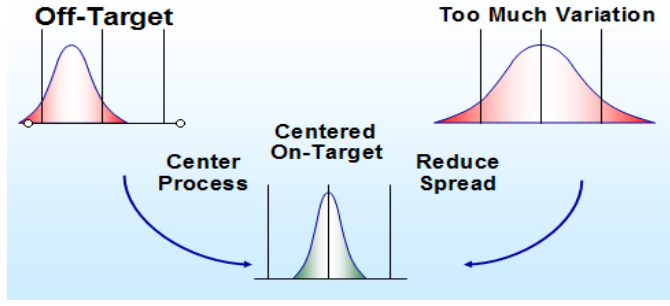 Off-Target
Too Much Variation
Centered
On-Target
Center
Process
Reduce
Spread